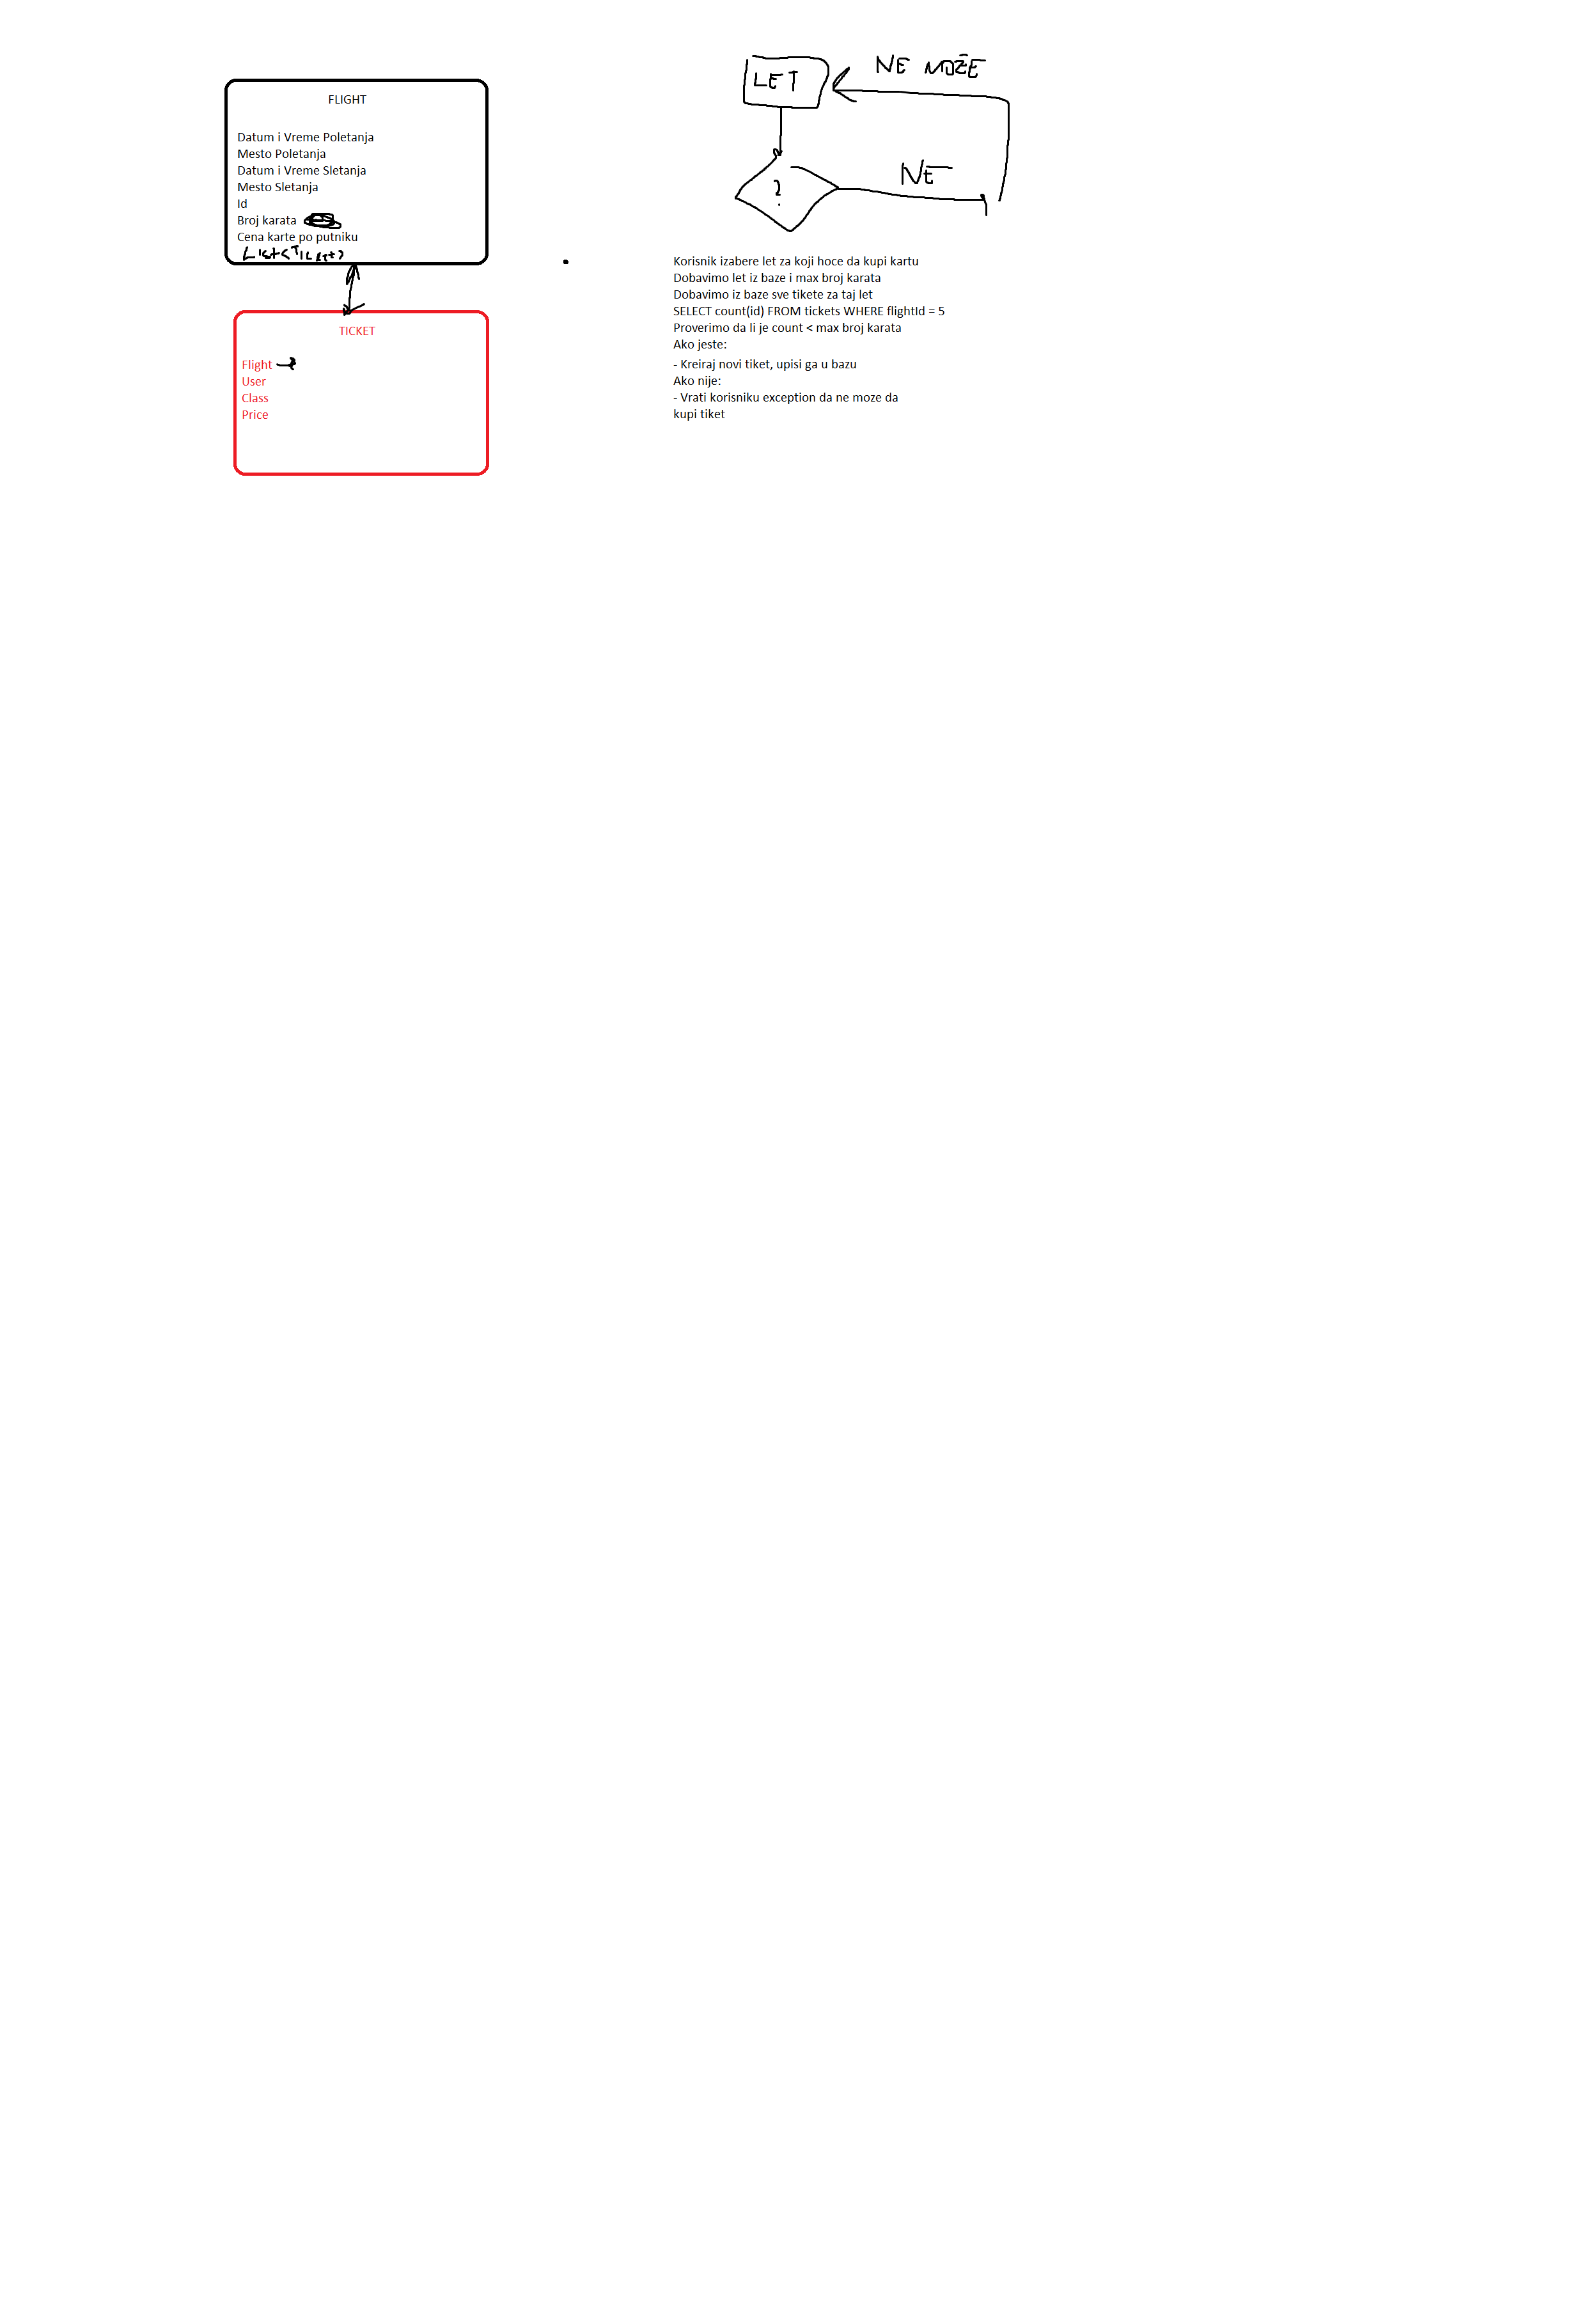 FLIGHT
Datum i Vreme Poletanja
Mesto Poletanja
Datum i Vreme Sletanja
Mesto Sletanja
Id
Broj karata
Cena karte po putniku
List<Ticket>
TICKET
Flight
User
Class
Price
LET
NE MOŽE
?
NE
Korisnik izabere let za koji hoce da kupi kartu
Dobavimo let iz baze i max broj karata
Dobavimo iz baze sve tikete za taj let
SELECT count(id) FROM tickets WHERE flightId = 5
Proverimo da li je count < max broj karata
Ako jeste:
- Kreiraj novi tiket, upisi ga u bazu
Ako nije:
- Vrati korisniku exception da ne moze da
kupi tiket